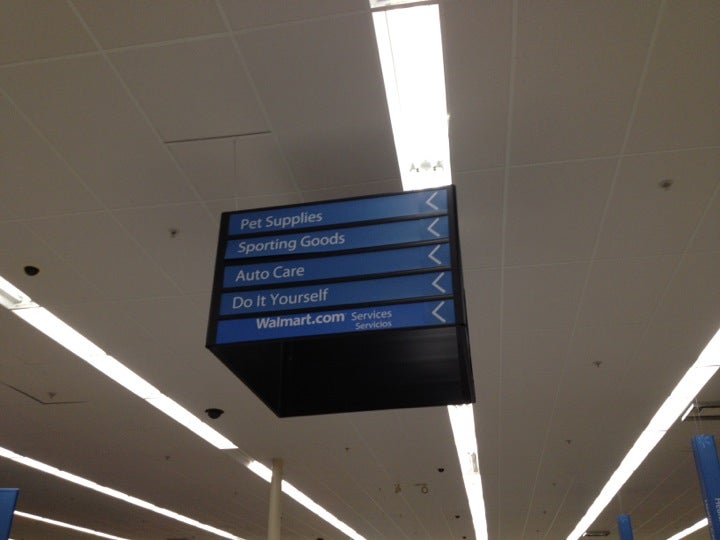 Pet Supplies
Sporting Goods
Auto Care
Do It Yourself
Walmart.com Services
Servicios